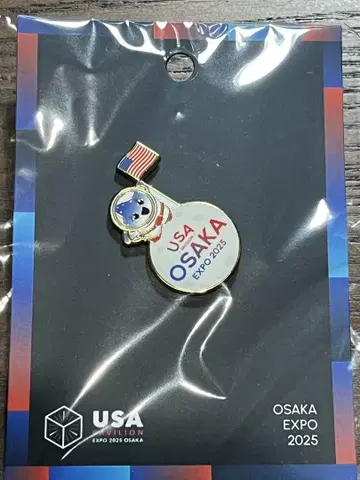 USA
OSAKA
EXPO 2025
USA
PAVILION
EXPO 2025 OSAKA
OSAKA
EXPO
2025